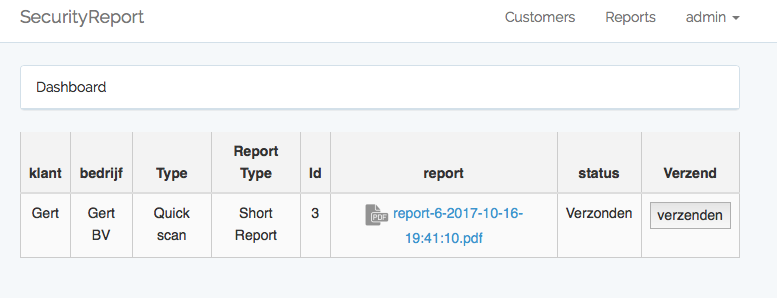 SecurityReport Customers Reports admin
Dashboard
klant bedrijf Type Report Type Id report status Verzend
Gert Gert BV Quick scan Short Report 3 PDF report-6-2017-10-16-19:41:10.pdf Verzonden verzenden